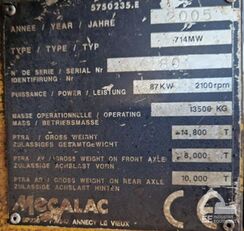 5750235.E
ANNEE / YEAR / JAHRE
2005
TYPE / TYPE / TYP
714MW
N° DE SERIE / SERIAL Nr
IDENTIFIZIERUNG Nr
PUISSANCE / POWER / LEISTUNG
87KW 2100rpm
MASSE OPERATIONNELLE / OPERATING
MASS / BETRIEBSMASSE
13500 KG
PTRA / GROSS WEIGHT
ZULASSIGES GESAMTGEWICHT
14,800 T
PTRA AV / GROSS WEIGHT ON FRONT AXLE
ZULASSIGE ACHSLAST VORN
8,000 T
PTRA AR / GROSS WEIGHT ON REAR AXLE
ZULASSIGE ACHSLAST HINTEN
10,000 T
MECALAC
ANNECY LE VIEUX
CE